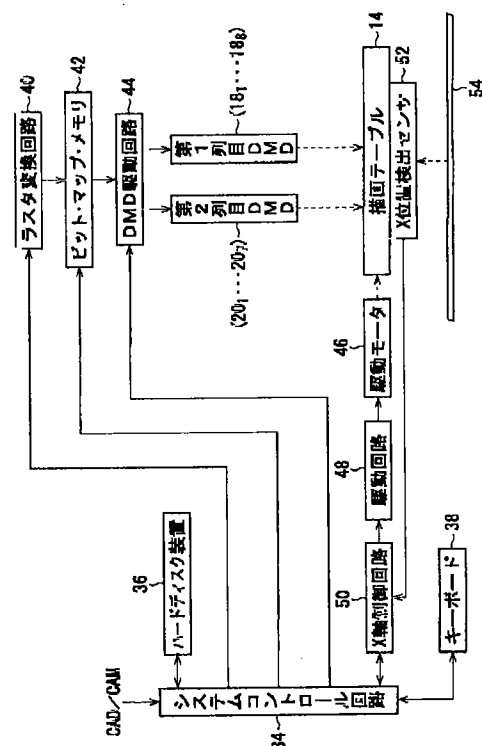 CAD/CAM
システムコントロール回路
34
ハードディスク装置
36
キーボード
38
ラスタ変換回路
40
ビット・マップ・メモリ
42
DMD駆動回路
44
第1列目DMD
(18₁・・・18₈)
第2列目DMD
(20₁・・・20₇)
X軸制御回路
50
駆動回路
48
駆動モータ
46
描画テーブル
14
X位置検出センサ
52
54